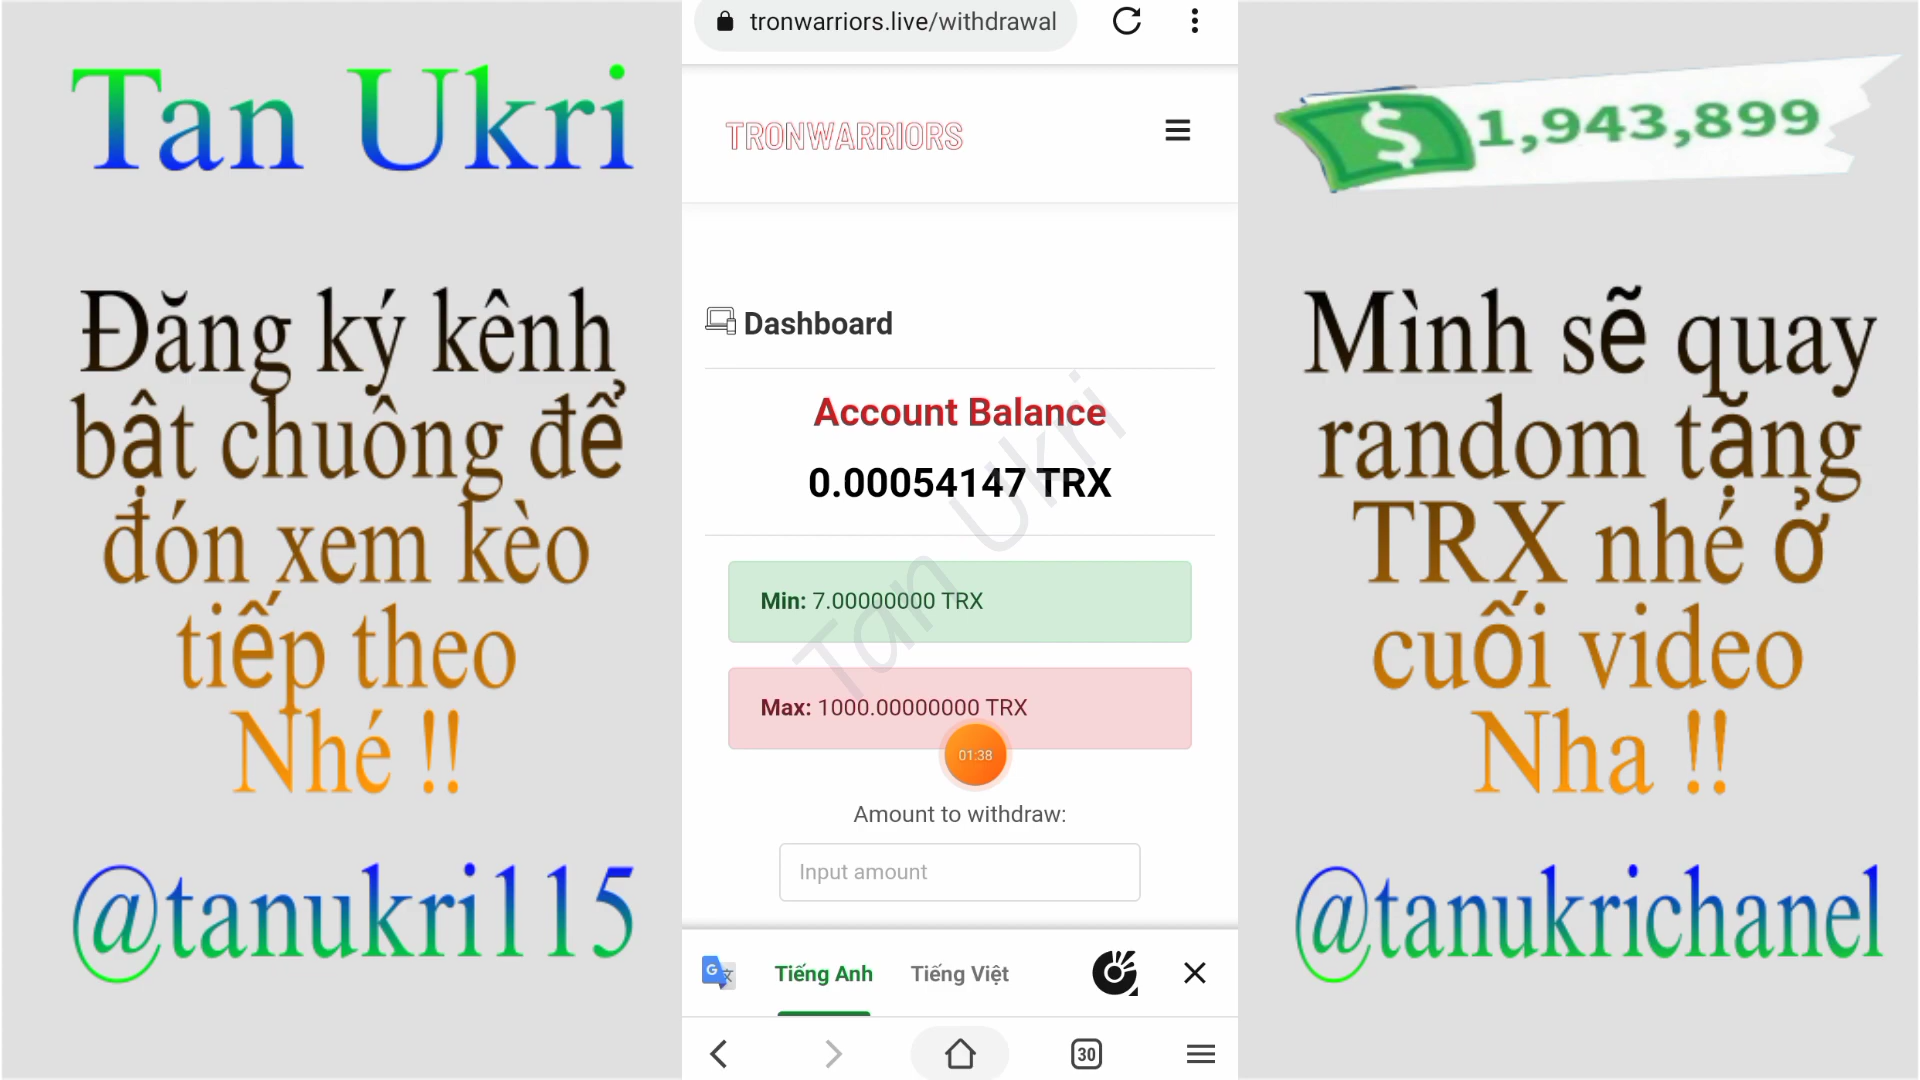 Tan Ukri
Đăng ký kênh
bật chuông để
đón xem kèo
tiếp theo
Nhé !!
@tanukri115
tronwarriors.live/withdrawal
TRONWARRIORS
Dashboard
Account Balance
0.00054147 TRX
Min: 7.00000000 TRX
Max: 1000.00000000 TRX
01:38
Amount to withdraw:
Input amount
Tan Ukri
Tiếng Anh Tiếng Việt
30
$ 1,943,899
Mình sẽ quay
random tặng
TRX nhé ở
cuối video
Nha !!
@tanukrichanel